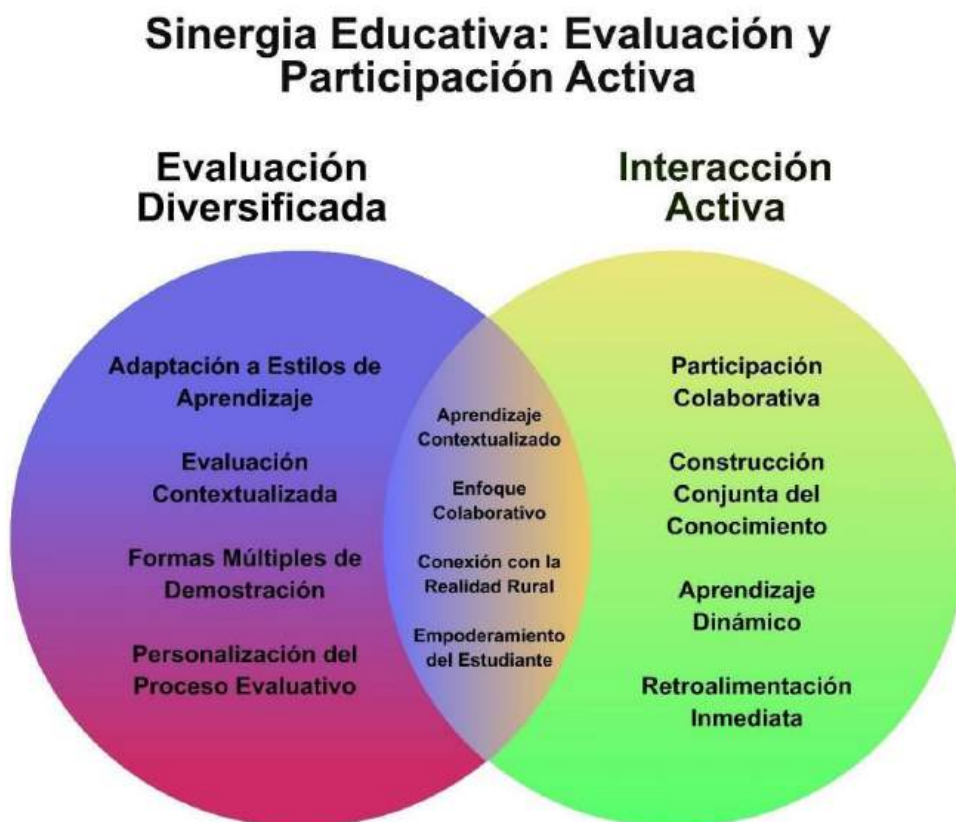 Sinergia Educativa: Evaluación y
Participación Activa
Evaluación
Diversificada
Interacción
Activa
Adaptación a Estilos de
Aprendizaje
Evaluación
Contextualizada
Formas Múltiples de
Demostración
Personalización del
Proceso Evaluativo
Aprendizaje
Contextualizado
Enfoque
Colaborativo
Conexión con la
Realidad Rural
Empoderamiento
del Estudiante
Participación
Colaborativa
Construcción
Conjunta del
Conocimiento
Aprendizaje
Dinámico
Retroalimentación
Inmediata